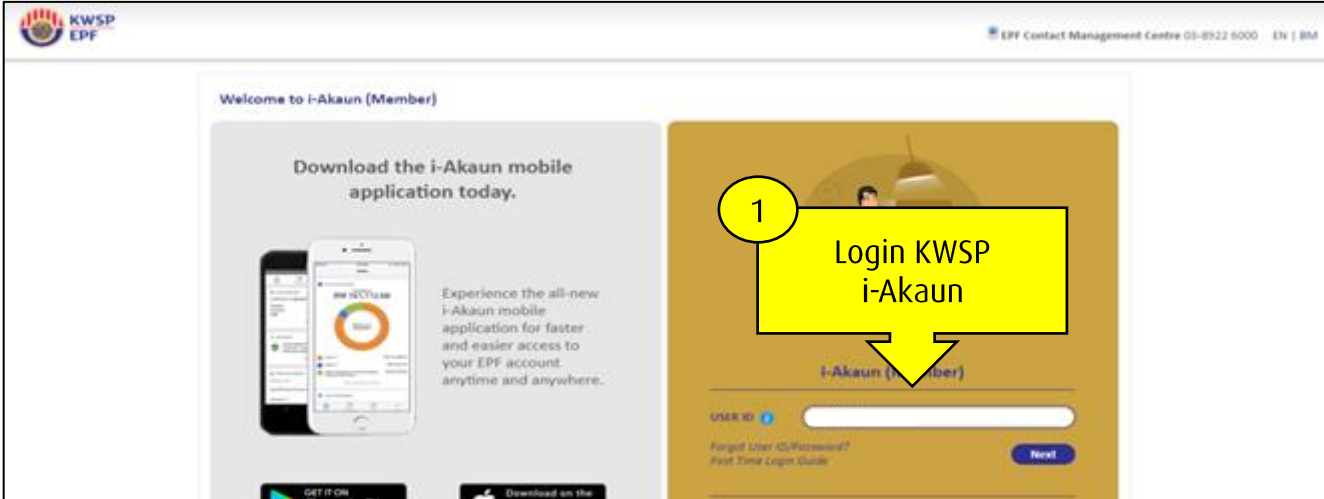 KWSP
EPF
EPF Contact Management Centre 03-8922 6000 EN | BM
Welcome to i-Akaun (Member)
Download the i-Akaun mobile
application today.
Experience the all-new
i-Akaun mobile
application for faster
and easier access to
your EPF account
anytime and anywhere.
GET IT ON
Download on the
1
Login KWSP
i-Akaun
i-Akaun (M ber)
USER ID
Forgot User ID/Password?
First Time Login Guide
Next